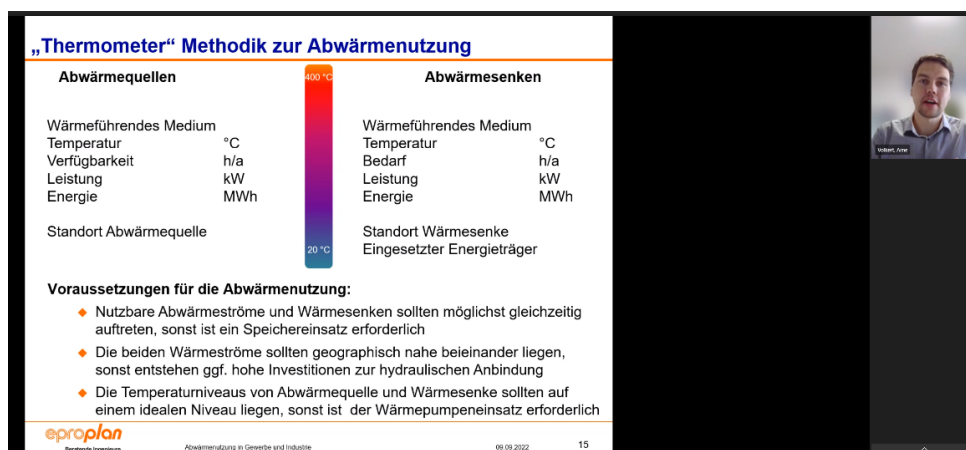 „Thermometer“ Methodik zur Abwärmenutzung
Abwärmequellen
400 °C
Abwärmesenken
Wärmeführendes Medium
Temperatur °C
Verfügbarkeit h/a
Leistung kW
Energie MWh
Standort Abwärmequelle
20 °C
Wärmeführendes Medium
Temperatur °C
Bedarf h/a
Leistung kW
Energie MWh
Standort Wärmesenke
Eingesetzter Energieträger
Voraussetzungen für die Abwärmenutzung:
Nutzbare Abwärmeströme und Wärmesenken sollten möglichst gleichzeitig
auftreten, sonst ist ein Speichereinsatz erforderlich
Die beiden Wärmeströme sollten geographisch nahe beieinander liegen,
sonst entstehen ggf. hohe Investitionen zur hydraulischen Anbindung
Die Temperaturniveaus von Abwärmequelle und Wärmesenke sollten auf
einem idealen Niveau liegen, sonst ist der Wärmepumpeneinsatz erforderlich
eproplan
Beratende Ingenieure
Abwärmenutzung in Gewerbe und Industrie
09.09.2022
15
Volkert, Arne